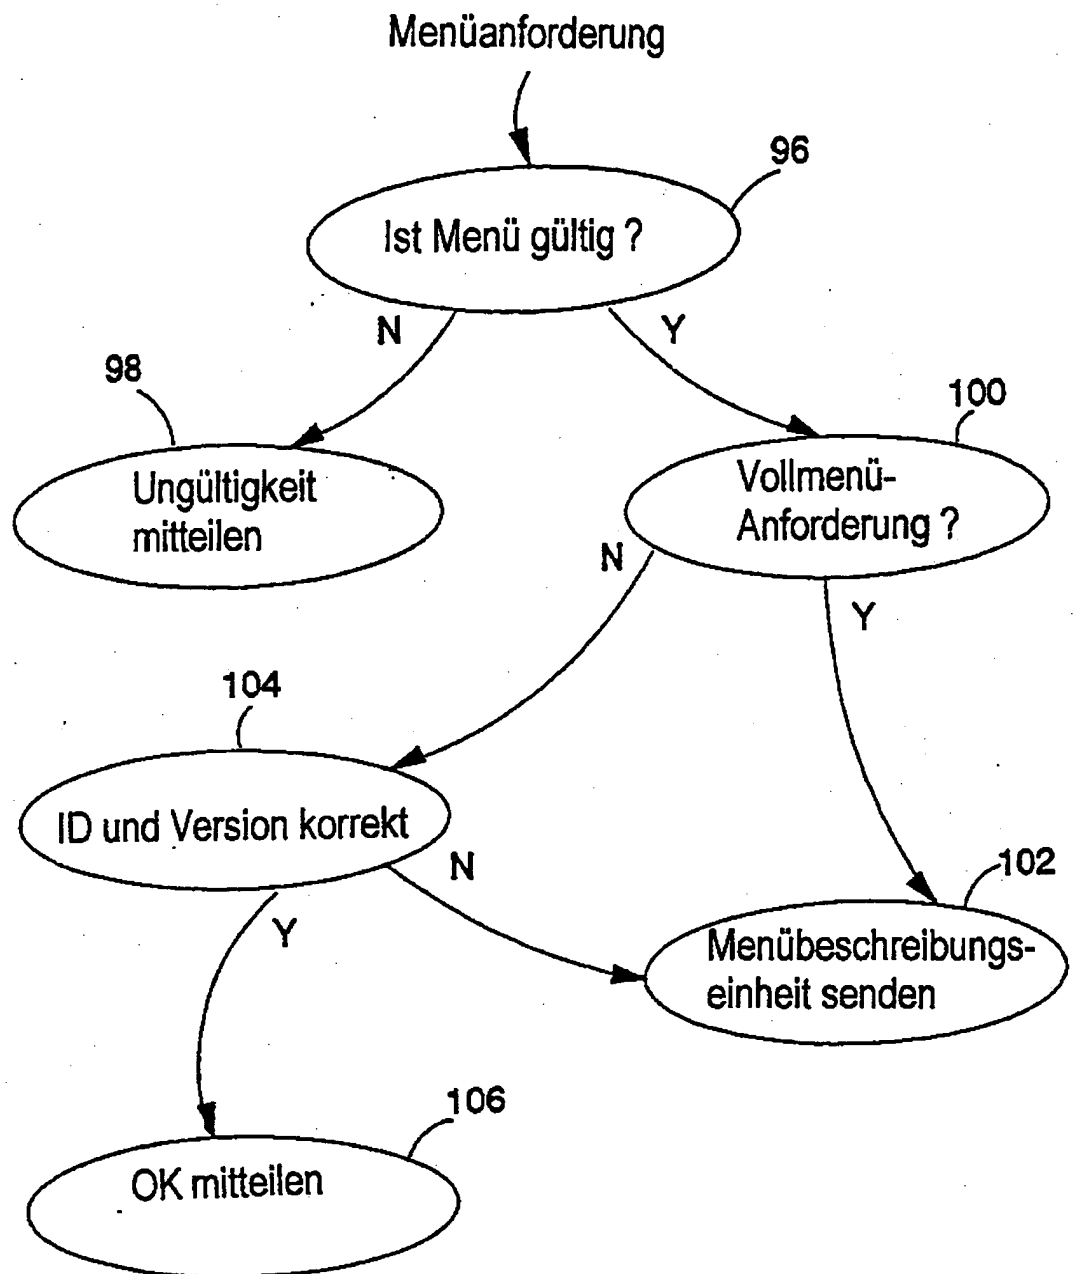 Menüanforderung
96
Ist Menü gültig ?
N
Y
98
100
Ungültigkeit
mitteilen
Vollmenü-
Anforderung ?
N
Y
104
ID und Version korrekt
N
Y
102
Menübeschreibungs-
einheit senden
106
OK mitteilen